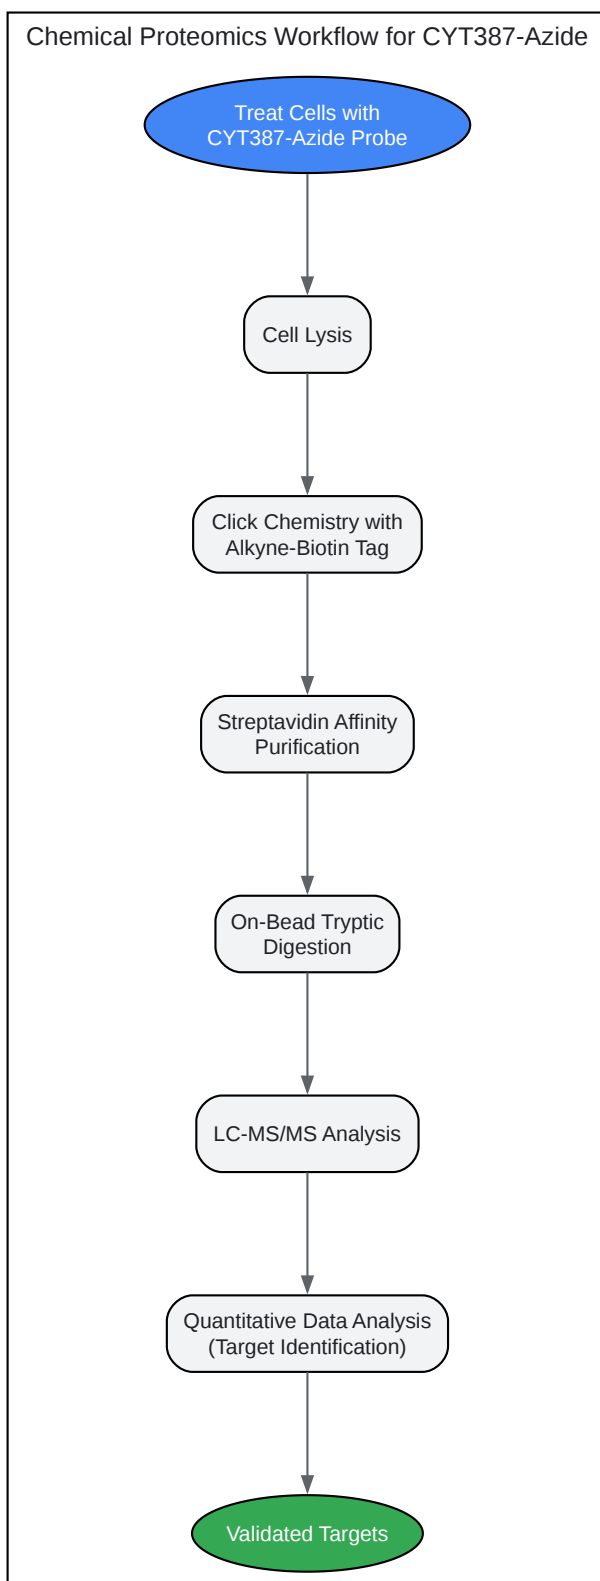 Chemical Proteomics Workflow for CYT387-Azide
Treat Cells with
CYT387-Azide Probe
Cell Lysis
Click Chemistry with
Alkyne-Biotin Tag
Streptavidin Affinity
Purification
On-Bead Tryptic
Digestion
LC-MS/MS Analysis
Quantitative Data Analysis
(Target Identification)
Validated Targets